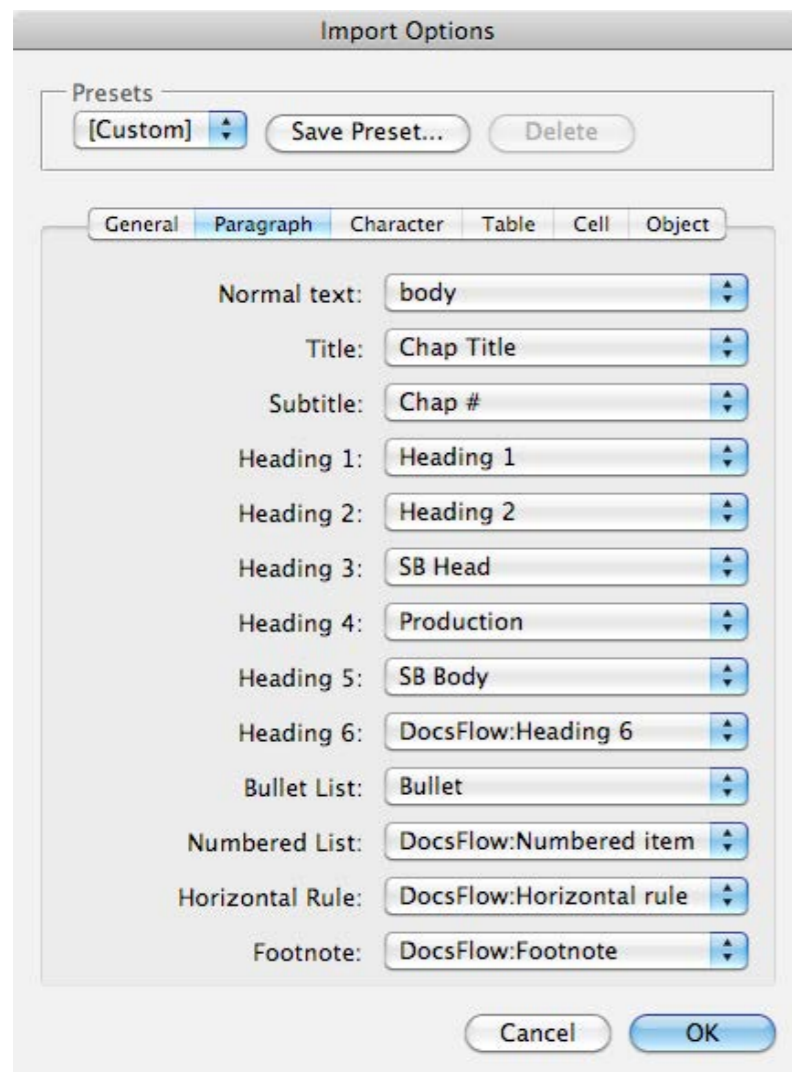 Import Options
Presets
[Custom] Save Preset... Delete
General Paragraph Character Table Cell Object
Normal text: body
Title: Chap Title
Subtitle: Chap #
Heading 1: Heading 1
Heading 2: Heading 2
Heading 3: SB Head
Heading 4: Production
Heading 5: SB Body
Heading 6: DocsFlow:Heading 6
Bullet List: Bullet
Numbered List: DocsFlow:Numbered item
Horizontal Rule: DocsFlow:Horizontal rule
Footnote: DocsFlow:Footnote
Cancel OK